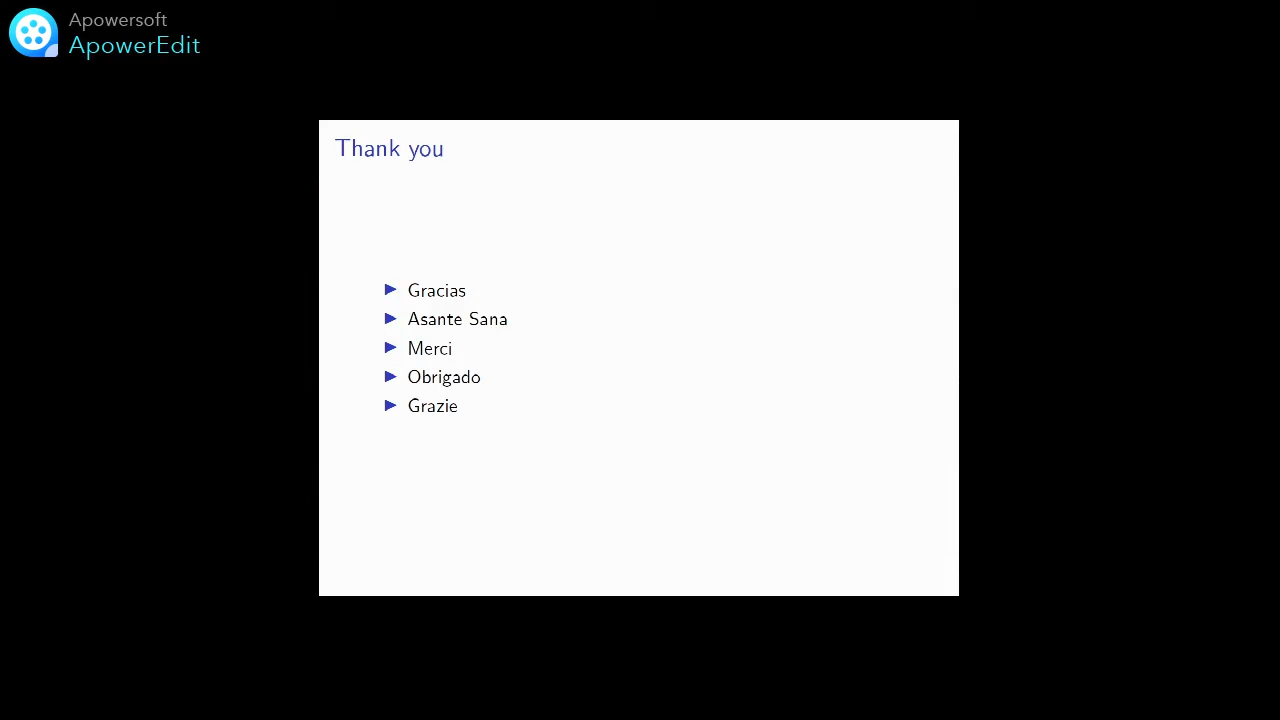 Apowersoft
ApowerEdit
Thank you
Gracias
Asante Sana
Merci
Obrigado
Grazie